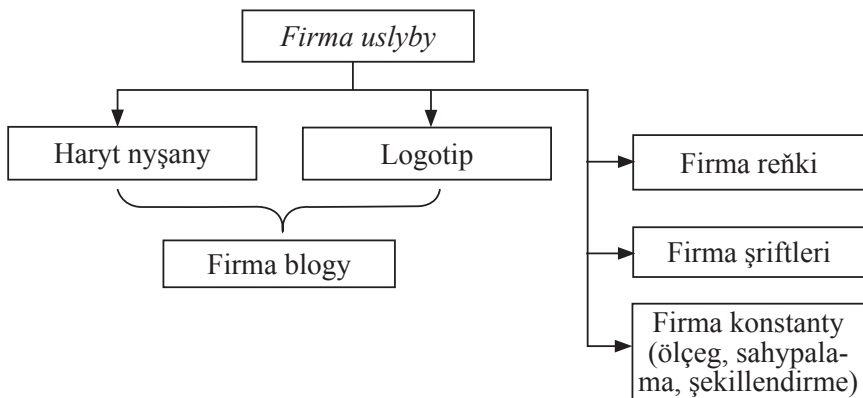 Firma uslyby
Haryt nyşany
Logotip
Firma reňki
Firma blogy
Firma şriftleri
Firma konstanty
(ölçeg, sahypala-
ma, şekillendirme)